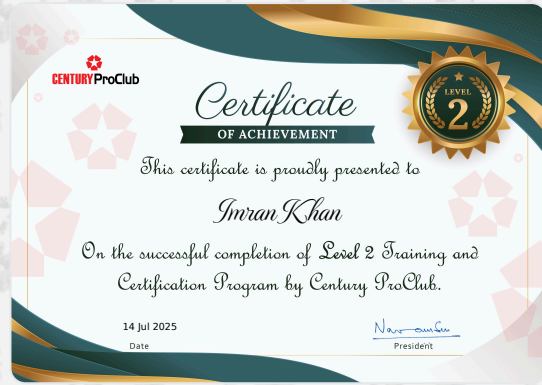 CENTURY ProClub
LEVEL
2
Certificate
OF ACHIEVEMENT
This certificate is proudly presented to
Imran Khan
On the successful completion of Level 2 Training and
Certification Program by Century ProClub.
14 Jul 2025
Date
President